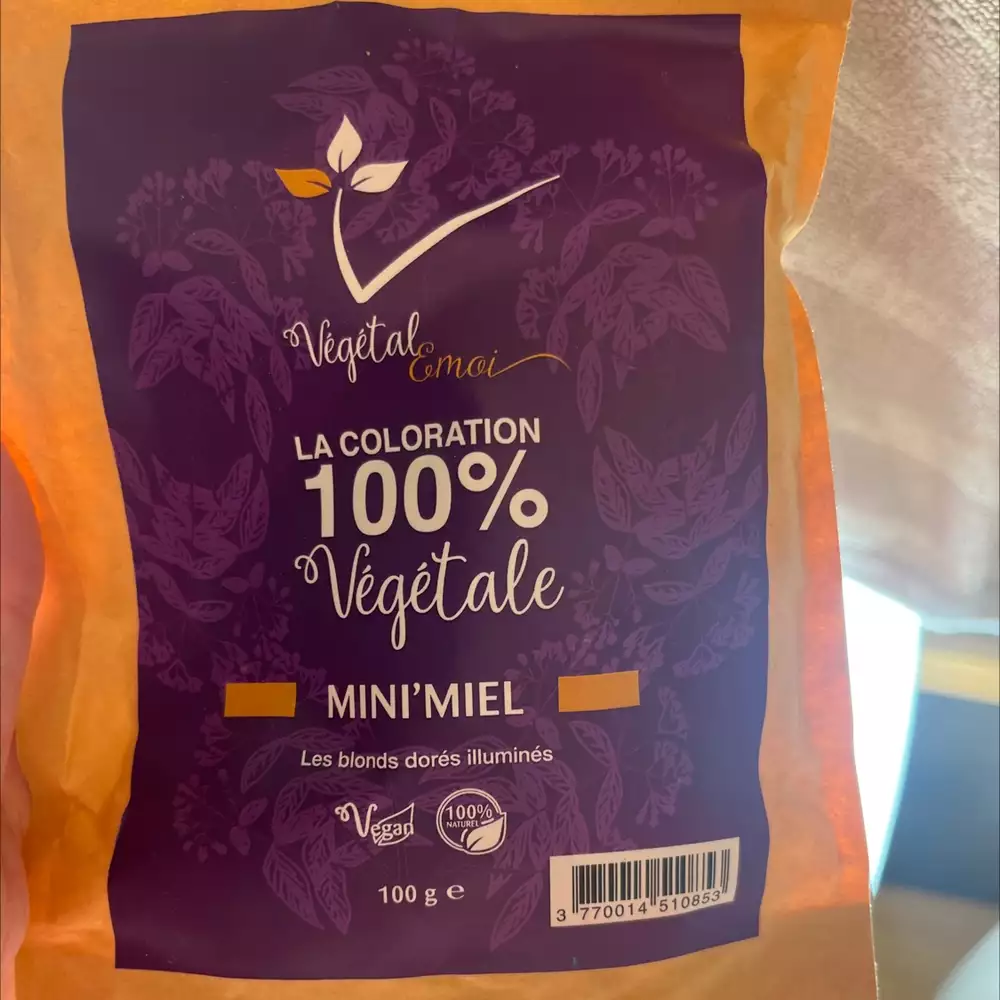 Végétal
Emoi
LA COLORATION
100%
Végétale
MINI'MIEL
Les blonds dorés illuminés
Vegan
100%
NATUREL
100 g e
3 770014 510853